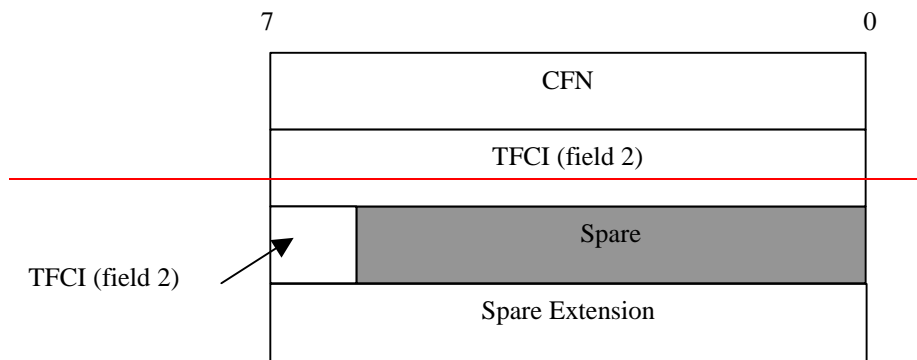 7 0
CFN
TFCI (field 2)
Spare
TFCI (field 2)
Spare Extension